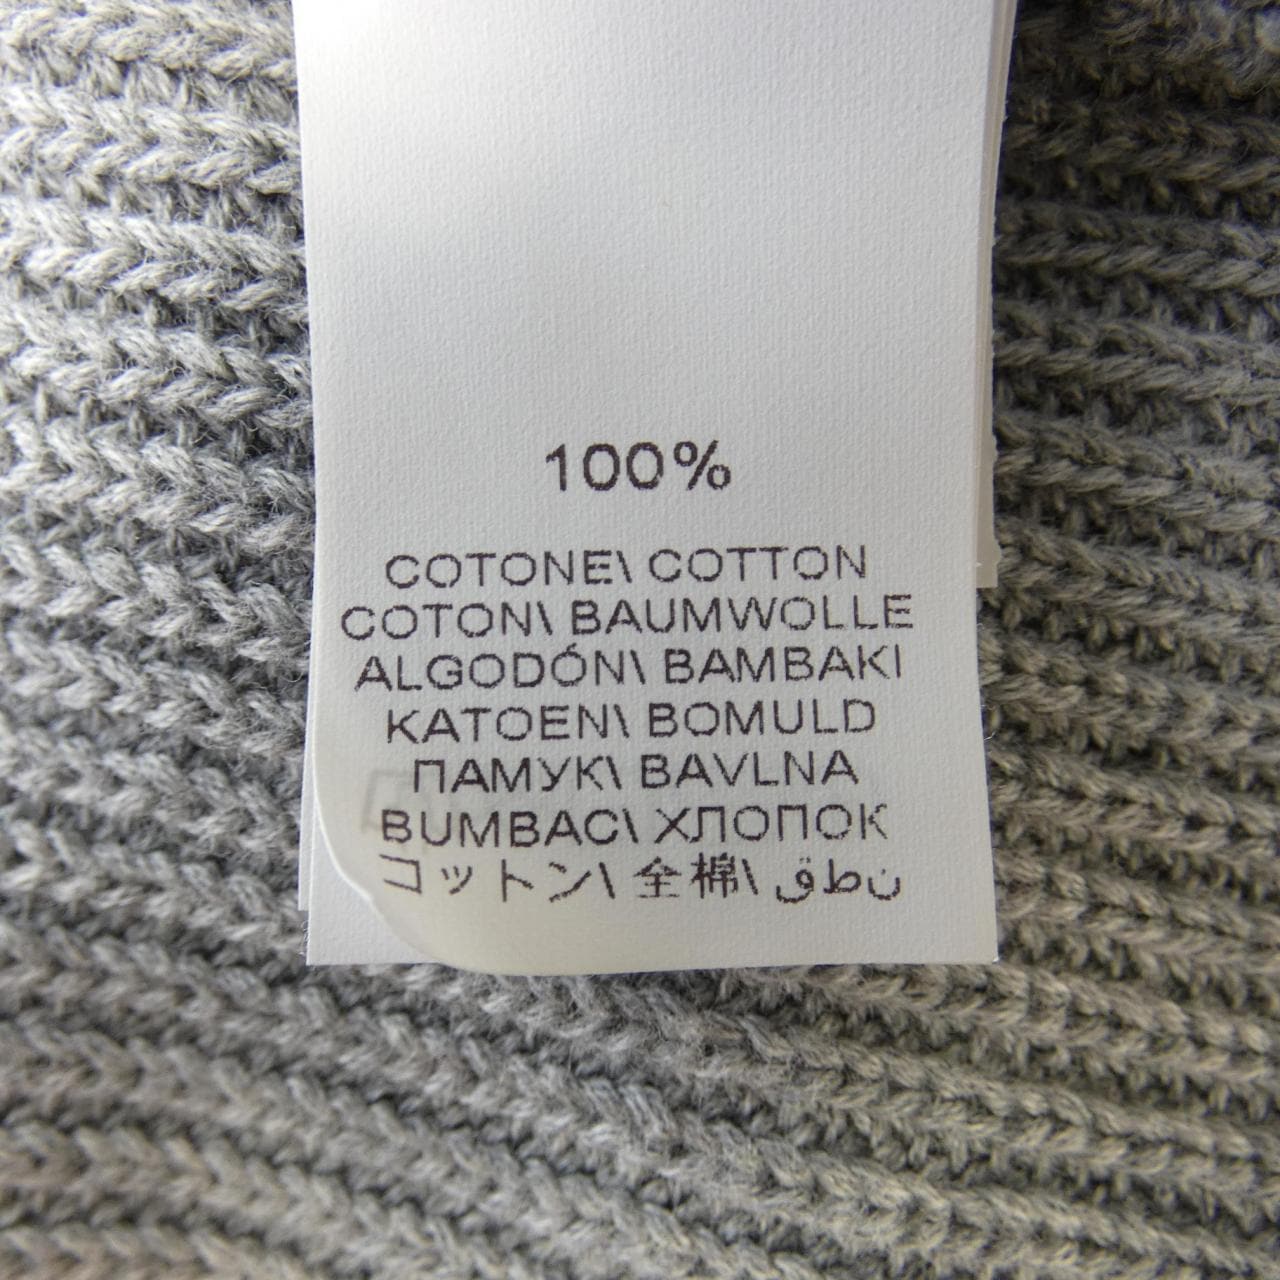 100%
COTONE\ COTTON
COTON\ BAUMWOLLE
ALGODÓN\ BAMBAKI
KATOEN\ BOMULD
ПАМУК\ BAVLNA
BUMBAC\ ХЛОПОК
コットン\ 全棉\ قطن